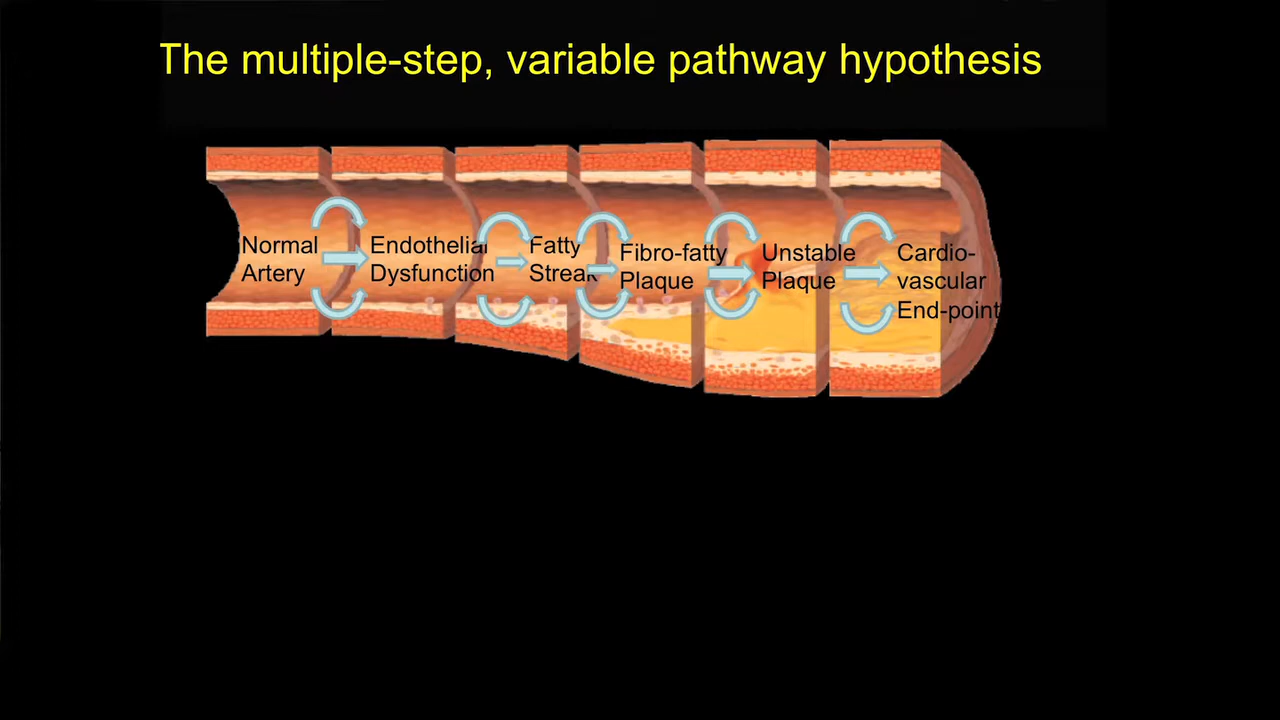 The multiple-step, variable pathway hypothesis
Normal
Artery
Endothelial
Dysfunction
Fatty
Streak
Fibro-fatty
Plaque
Unstable
Plaque
Cardio-
vascular
End-point